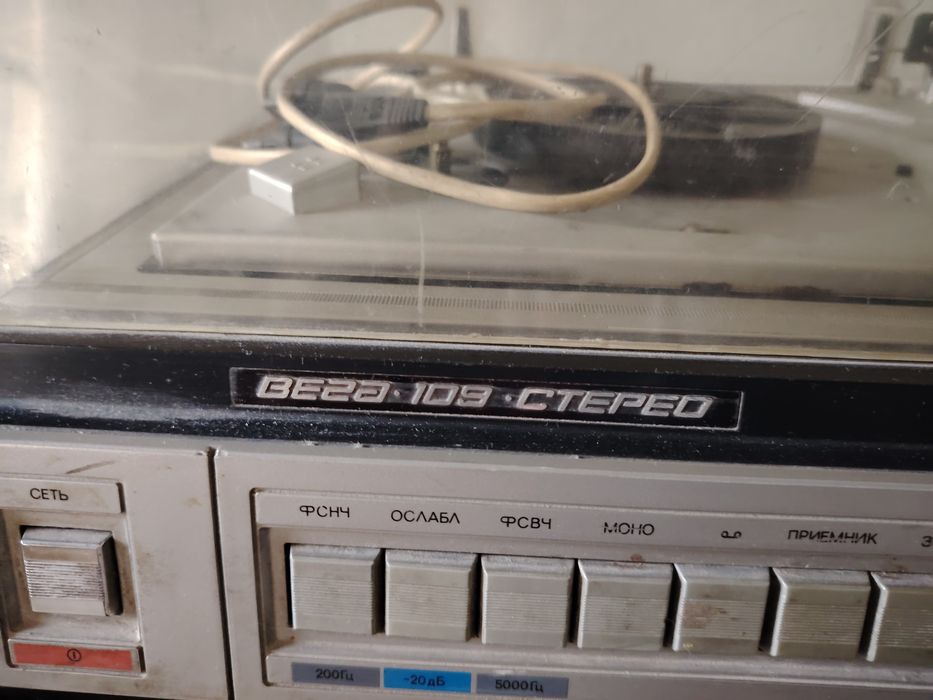 ВЕГА·109·СТЕРЕО
СЕТЬ
ФСНЧ
ОСЛАБЛ
ФСВЧ
МОНО
ПРИЕМНИК
200Гц
-20дБ
5000Гц